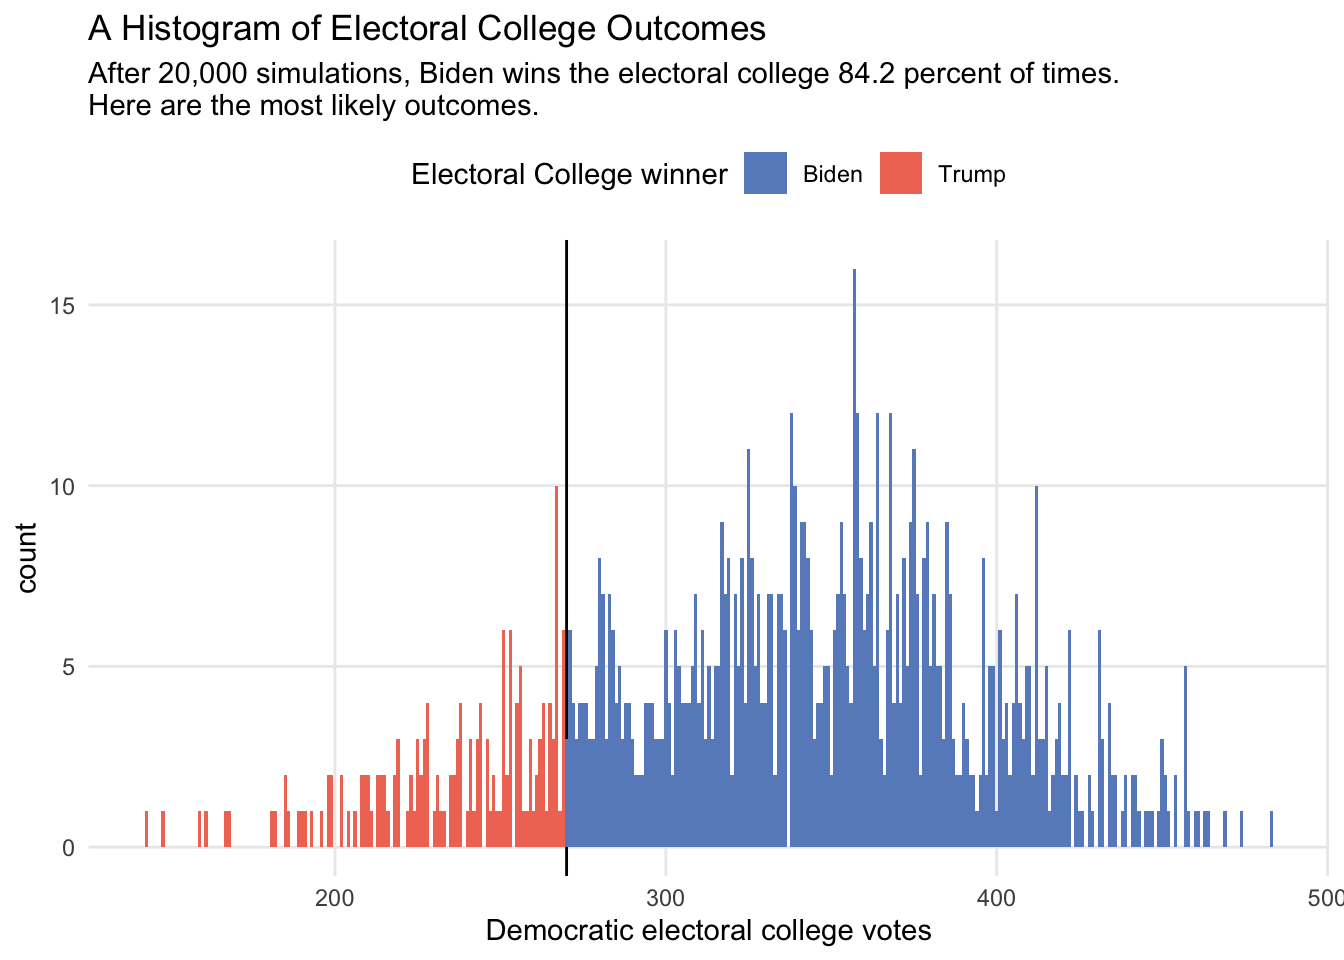 A Histogram of Electoral College Outcomes
After 20,000 simulations, Biden wins the electoral college 84.2 percent of times.
Here are the most likely outcomes.
Electoral College winner Biden Trump
15
10
5
0
count
200 300 400 500
Democratic electoral college votes